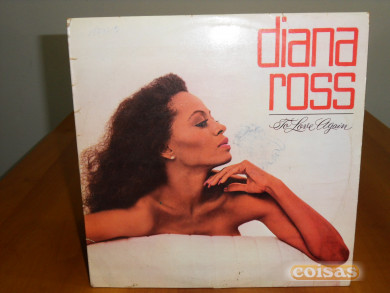 diana
ross
To Love Again
coisas